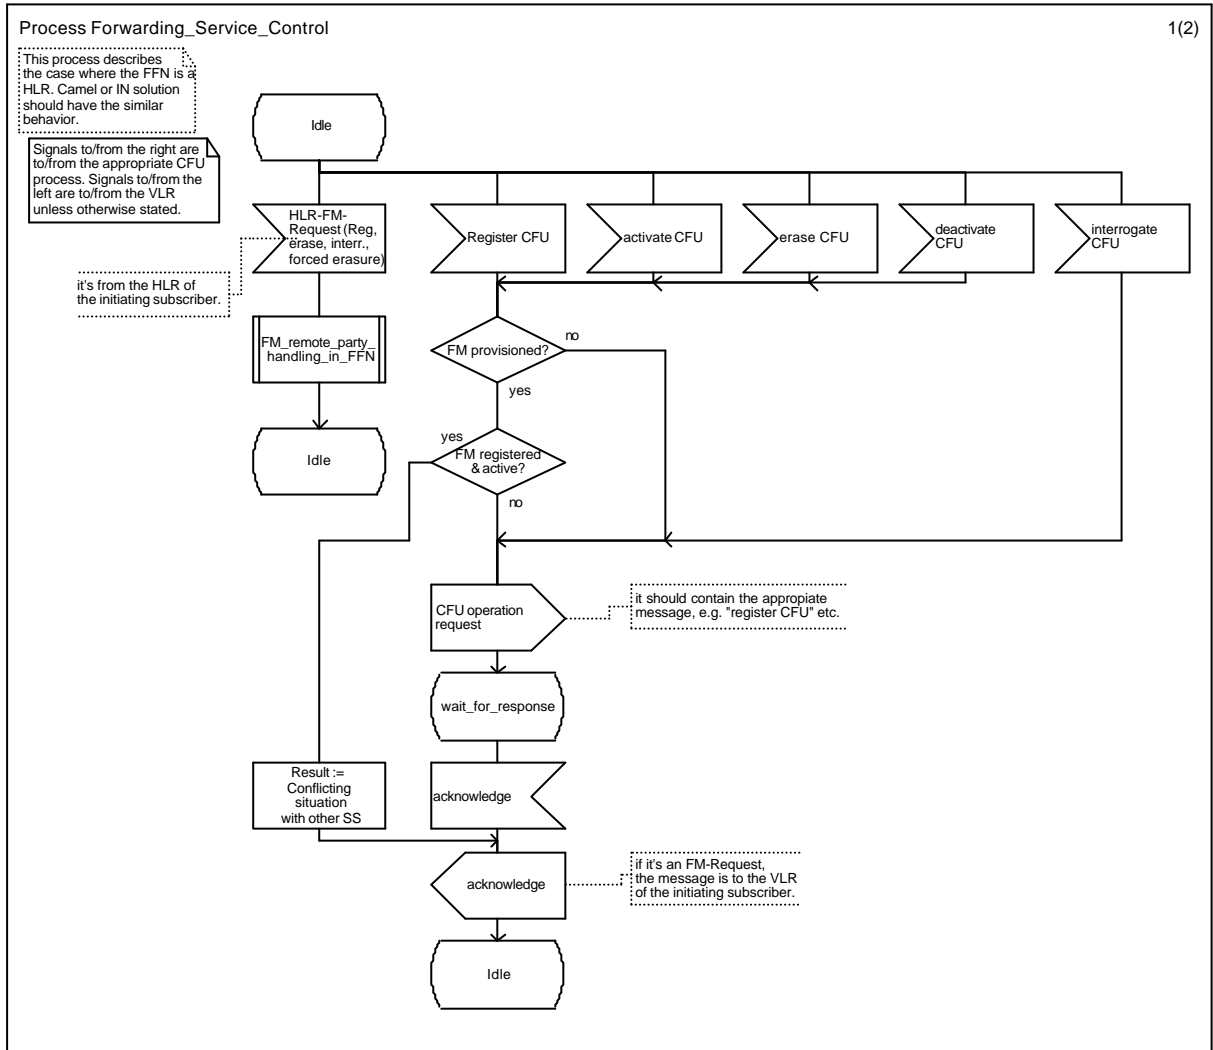 Process Forwarding_Service_Control
1(2)
This process describes
the case where the FFN is a
HLR. Camel or IN solution
should have the similar
behavior.
Signals to/from the right are
to/from the appropriate CFU
process. Signals to/from the
left are to/from the VLR
unless otherwise stated.
Idle
HLR-FM-
Request (Reg,
erase, interr.,
forced erasure)
Register CFU
activate CFU
erase CFU
deactivate
CFU
interrogate
CFU
it's from the HLR of
the initiating subscriber.
FM_remote_party_
handling_in_FFN
Idle
FM provisioned?
no
yes
yes
FM registered
& active?
no
CFU operation
request
it should contain the appropiate
message, e.g. "register CFU" etc.
wait_for_response
Result :=
Conflicting
situation
with other SS
acknowledge
acknowledge
if it's an FM-Request,
the message is to the VLR
of the initiating subscriber.
Idle